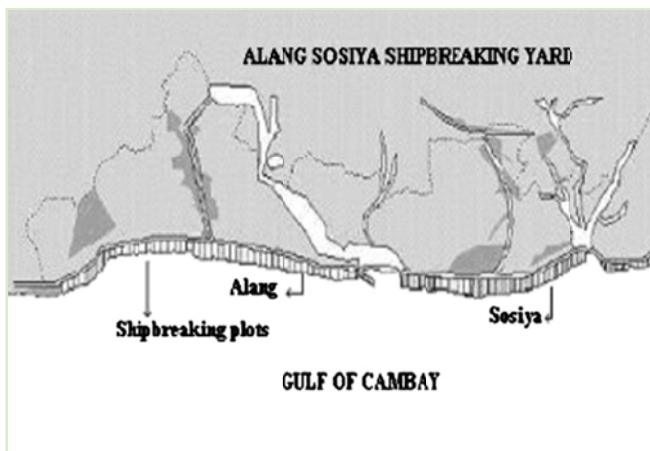 ALANG SOSIYA SHIPBREAKING YARD
Alang
Sosiya
Shipbreaking plots
GULF OF CAMBAY